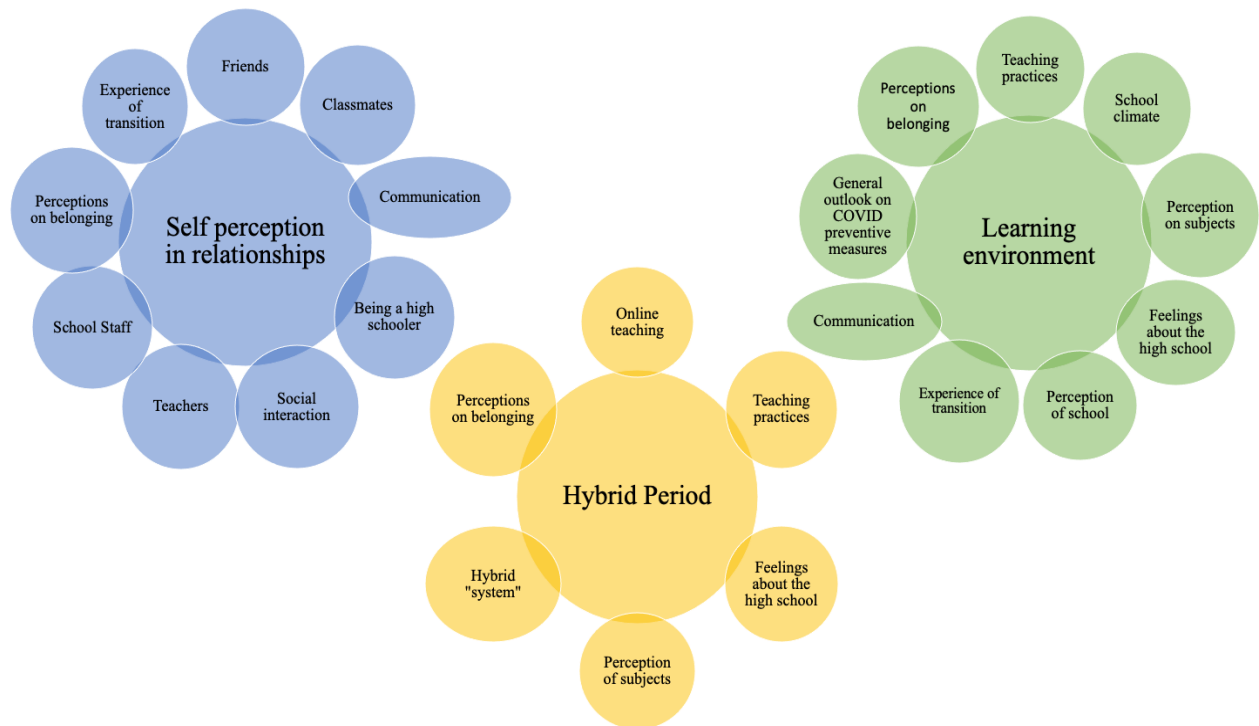 Friends
Classmates
Communication
Being a high
schooler
Social
interaction
Teachers
School Staff
Perceptions
on belonging
Experience
of
transition
Self perception
in relationships
Online
teaching
Teaching
practices
Feelings
about the
high school
Perception
of subjects
Hybrid
"system"
Perceptions
on belonging
Hybrid Period
Teaching
practices
School
climate
Perception
on subjects
Feelings
about the
high school
Perception
of school
Experience of
transition
Communication
General
outlook on
COVID
preventive
measures
Perceptions
on
belonging
Learning
environment